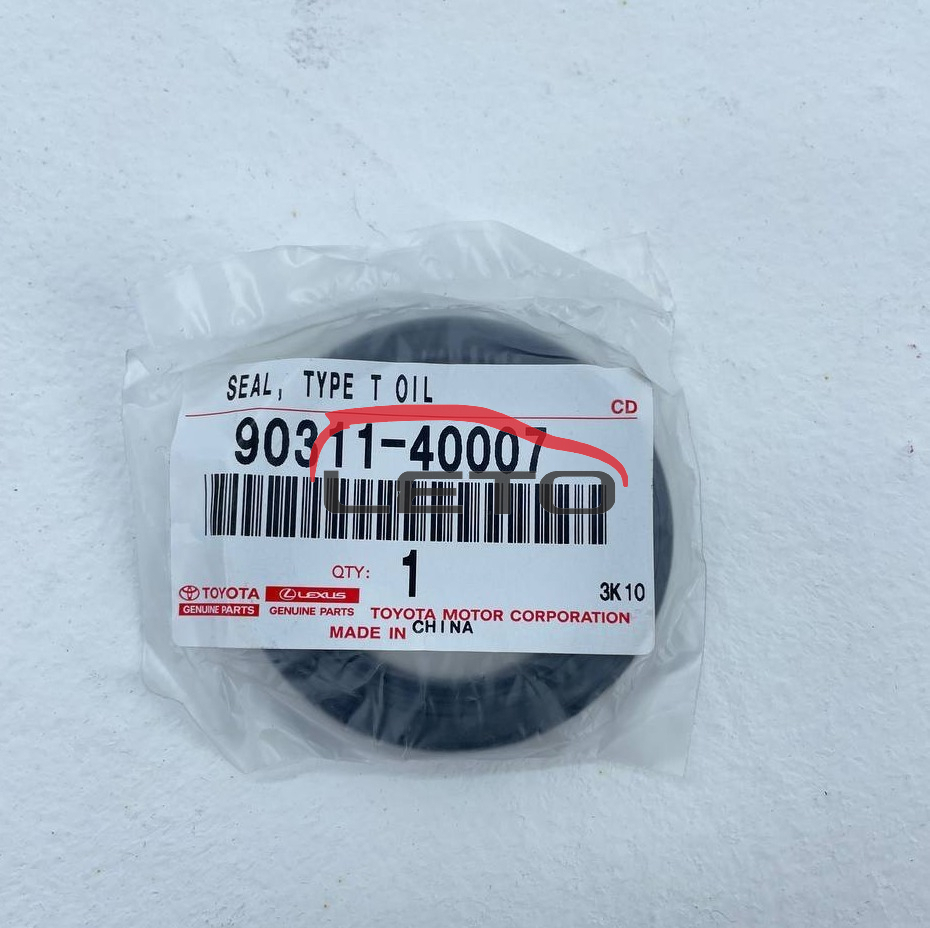 SEAL, TYPE T OIL
CD
90311-40007
LETO
QTY: 1
3K10
TOYOTA LEXUS
GENUINE PARTS GENUINE PARTS TOYOTA MOTOR CORPORATION
MADE IN CHINA